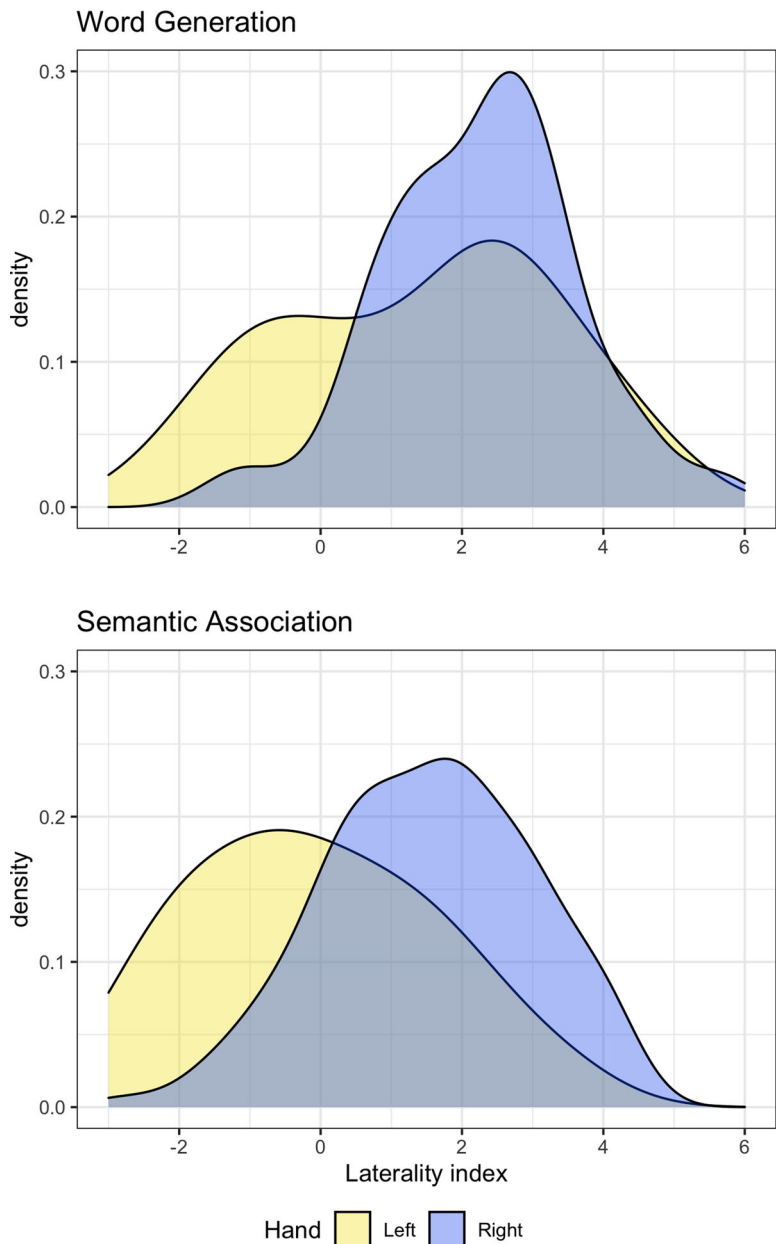 Word Generation
0.3
0.2
density
0.1
0.0
-2 0 2 4 6
Semantic Association
0.3
0.2
density
0.1
0.0
-2 0 2 4 6
Laterality index
Hand Left Right